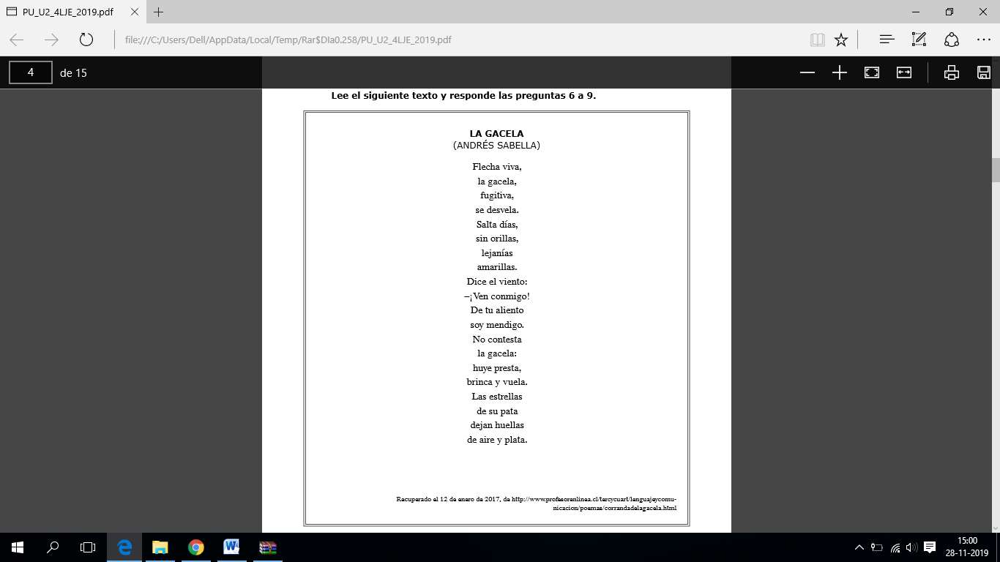 PU_U2_4LJE_2019.pdf
file:///C:/Users/Dell/AppData/Local/Temp/Rar$DIa0.258/PU_U2_4LJE_2019.pdf
4 de 15
Lee el siguiente texto y responde las preguntas 6 a 9.
LA GACELA
(ANDRÉS SABELLA)
Flecha viva,
la gacela,
fugitiva,
se desvela.
Salta días,
sin orillas,
lejanías
amarillas.
Dice el viento:
–¡Ven conmigo!
De tu aliento
soy mendigo.
No contesta
la gacela:
huye presta,
brinca y vuela.
Las estrellas
de su pata
dejan huellas
de aire y plata.
Recuperado el 12 de enero de 2017, de http://www.profesorenlinea.cl/tercycuart/lenguajeycomu-
nicacion/poemas/corrandadelagacela.html
15:00
28-11-2019